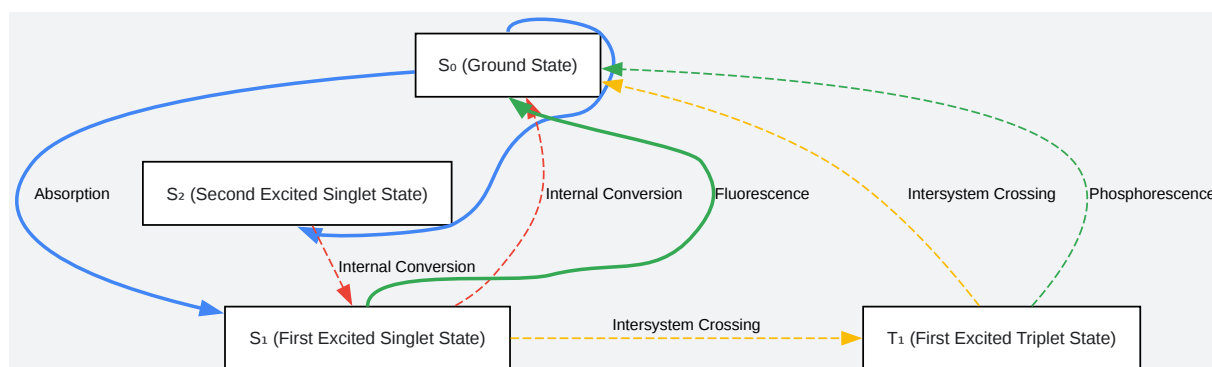 S₀ (Ground State)
Absorption
S₂ (Second Excited Singlet State)
Internal Conversion
Fluorescence
Intersystem Crossing
Phosphorescence
Internal Conversion
S₁ (First Excited Singlet State)
Intersystem Crossing
T₁ (First Excited Triplet State)